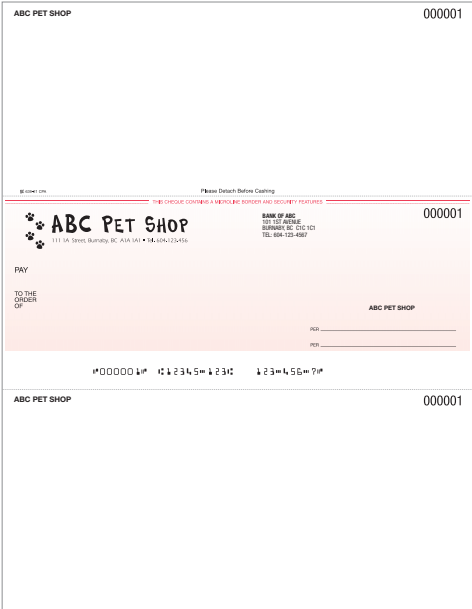 ABC PET SHOP 000001
Please Detach Before Cashing
THIS CHEQUE CONTAINS A MICROLINE BORDER AND SECURITY FEATURES
000001
ABC PET SHOP
111 1A Street, Burnaby, BC A1A 1A1 • Tel. 604.123.456
BANK OF ABC
101 1ST AVENUE
BURNABY, BC C1C 1C1
TEL: 604-123-4567
PAY
TO THE
ORDER
OF
ABC PET SHOP
PER
PER
⑈000001⑈ ⑆12345⑉123⑆ 123⑉456⑉7⑈
ABC PET SHOP 000001